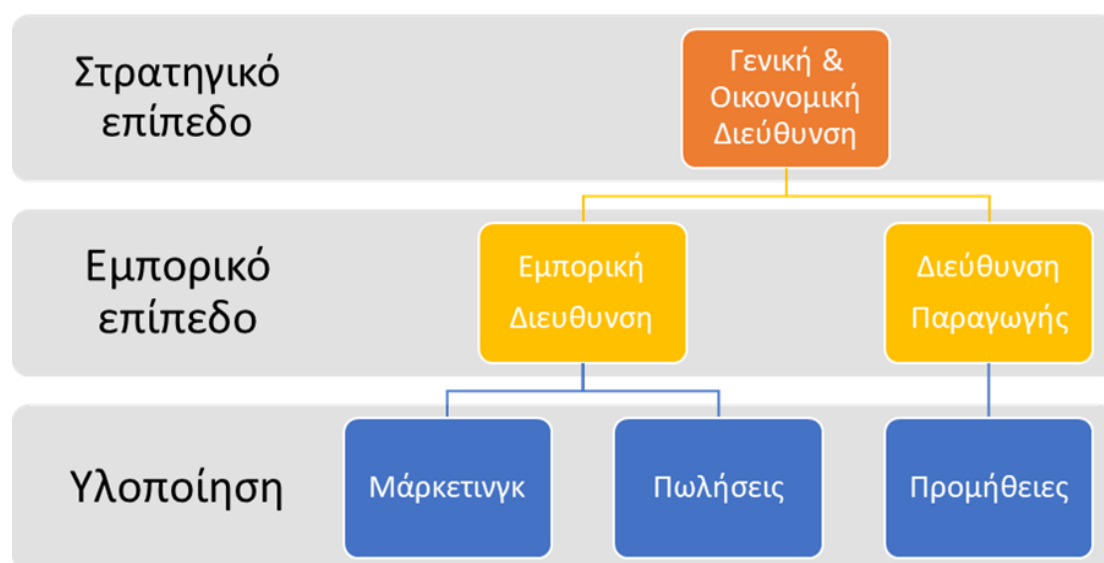 Στρατηγικό
επίπεδο
Γενική &
Οικονομική
Διεύθυνση
Εμπορικό
επίπεδο
Εμπορική
Διευθυνση
Διεύθυνση
Παραγωγής
Υλοποίηση
Μάρκετινγκ
Πωλήσεις
Προμήθειες